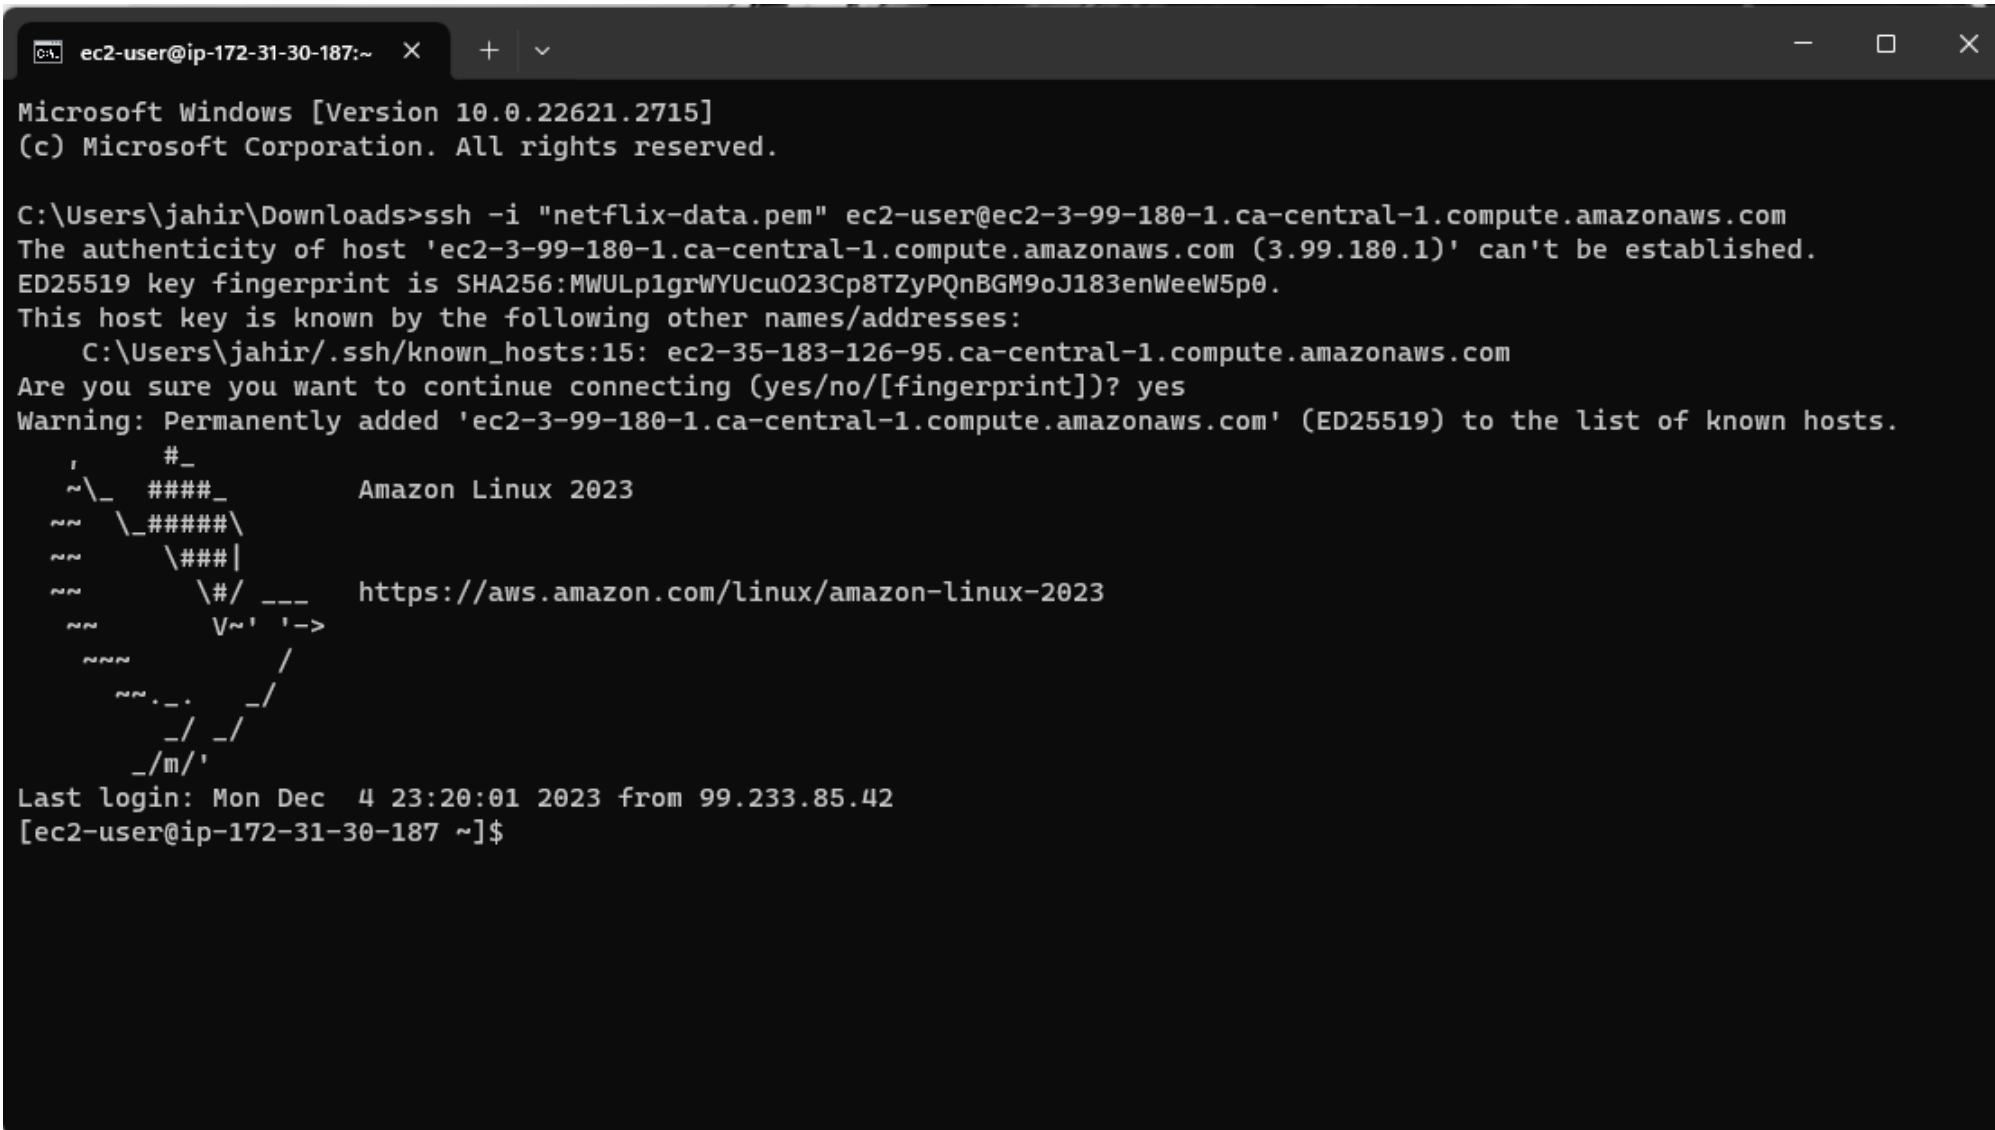 ec2-user@ip-172-31-30-187:~
Microsoft Windows [Version 10.0.22621.2715]
(c) Microsoft Corporation. All rights reserved.

C:\Users\jahir\Downloads>ssh -i "netflix-data.pem" ec2-user@ec2-3-99-180-1.ca-central-1.compute.amazonaws.com
The authenticity of host 'ec2-3-99-180-1.ca-central-1.compute.amazonaws.com (3.99.180.1)' can't be established.
ED25519 key fingerprint is SHA256:MWULp1grWYUcuO23Cp8TZyPQnBGM9oJ183enWeeW5p0.
This host key is known by the following other names/addresses:
    C:\Users\jahir/.ssh/known_hosts:15: ec2-35-183-126-95.ca-central-1.compute.amazonaws.com
Are you sure you want to continue connecting (yes/no/[fingerprint])? yes
Warning: Permanently added 'ec2-3-99-180-1.ca-central-1.compute.amazonaws.com' (ED25519) to the list of known hosts.
   ,     #_
   ~\_  ####_        Amazon Linux 2023
  ~~  \_#####\
  ~~     \###|
  ~~       \#/ ___   https://aws.amazon.com/linux/amazon-linux-2023
   ~~       V~' '->
    ~~~         /
      ~~._.   _/
         _/ _/
       _/m/'
Last login: Mon Dec  4 23:20:01 2023 from 99.233.85.42
[ec2-user@ip-172-31-30-187 ~]$